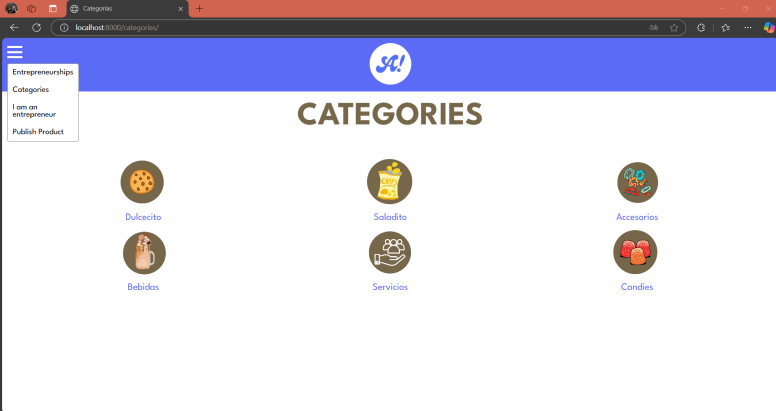 Categorias
localhost:8000/categories/
A!
Entrepreneurships
Categories
I am an
entrepreneur
Publish Product
CATEGORIES
CHIPS
Dulcecito
Saladito
Accesorios
Bebidas
Servicios
Candies